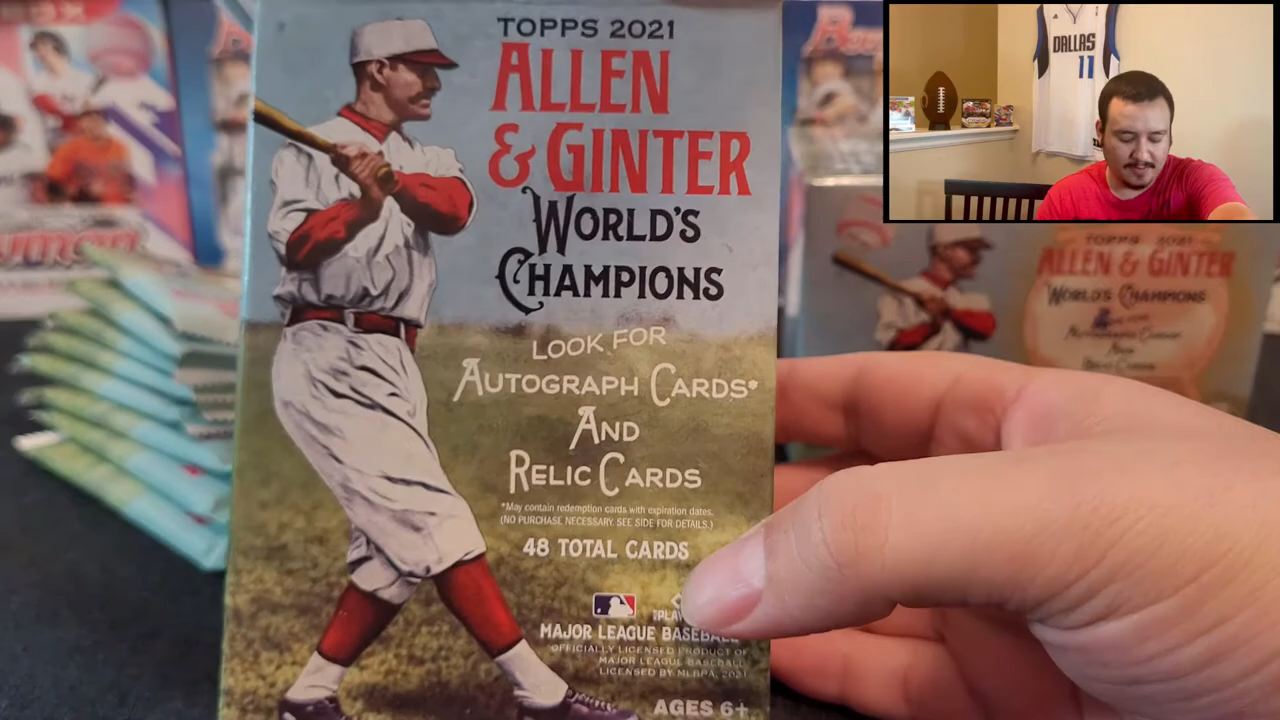 TOPPS 2021
ALLEN
& GINTER
WORLD'S
CHAMPIONS
LOOK FOR
AUTOGRAPH CARDS*
AND
RELIC CARDS
*May contain redemption cards with expiration dates.
(NO PURCHASE NECESSARY. SEE SIDE FOR DETAILS.)
48 TOTAL CARDS
MAJOR LEAGUE BASEBALL
OFFICIALLY LICENSED PRODUCT OF
MAJOR LEAGUE BASEBALL
LICENSED BY MLBPA, 2021
AGES 6+
DALLAS
11
TOPPS 2021
ALLEN & GINTER
WORLD'S CHAMPIONS